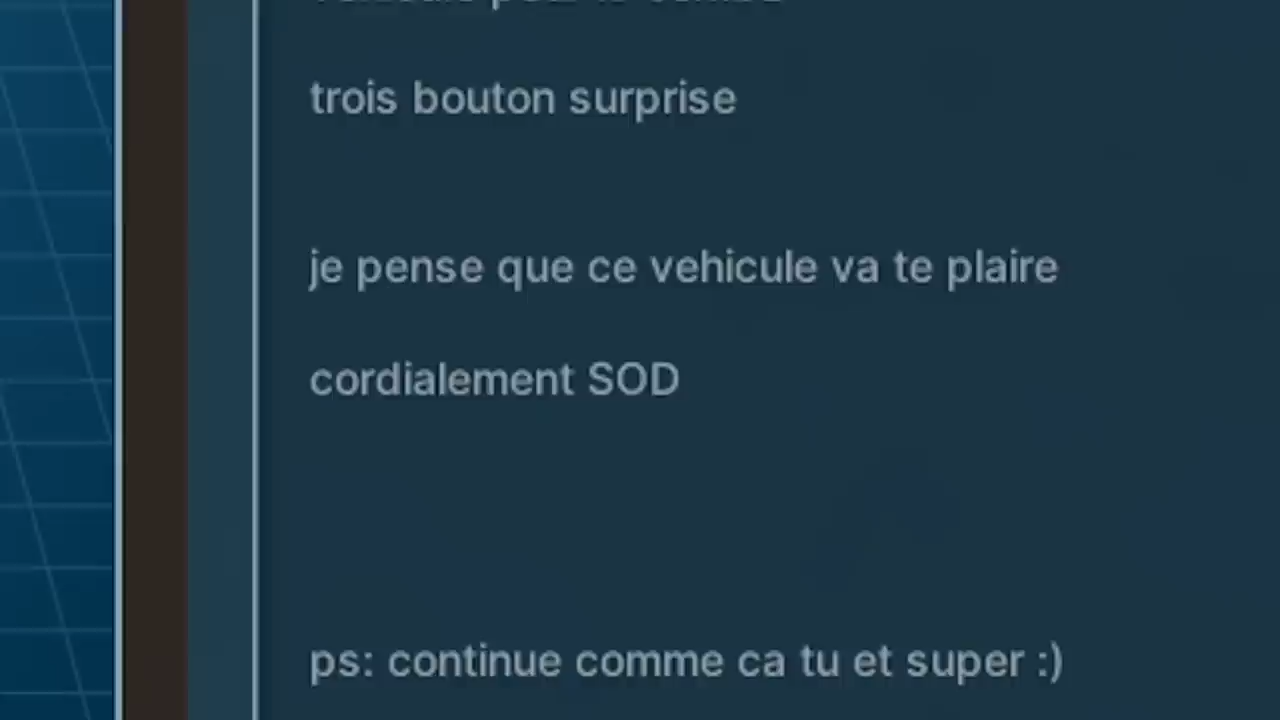 trois bouton surprise
je pense que ce vehicule va te plaire
cordialement SOD
ps: continue comme ca tu et super :)